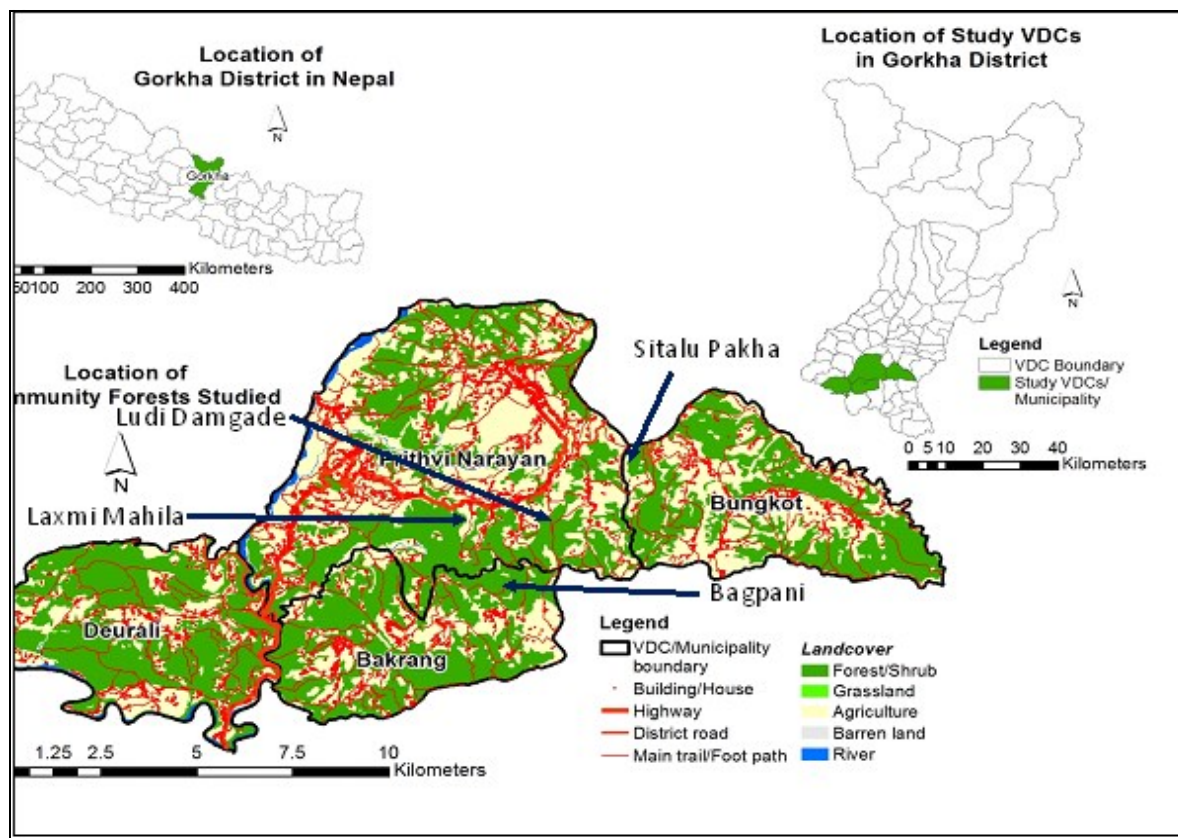 Location of
Gorkha District in Nepal
N
Gorkha
Kilometers
50100 200 300 400
Location of Study VDCs
in Gorkha District
N
Legend
VDC Boundary
Study VDCs/
Municipality
0 5 10 20 30 40
Kilometers
Location of
mmunity Forests Studied
N
Ludi Damgade
Laxmi Mahila
Sitalu Pakha
Bagpani
Prithvi Narayan
Bungkot
Deurali
Bakrang
1.25 2.5 5 7.5 10
Kilometers
Legend
VDC/Municipality
boundary
Building/House
Highway
District road
Main trail/Foot path
Landcover
Forest/Shrub
Grassland
Agriculture
Barren land
River